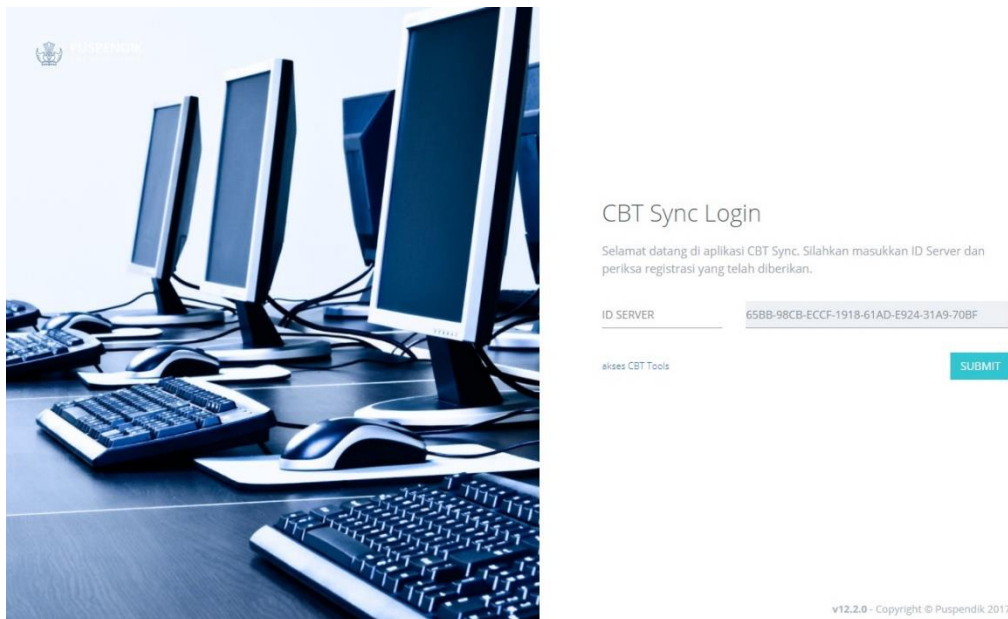 PUSPENDIK
CBT Sync Login
Selamat datang di aplikasi CBT Sync. Silahkan masukkan ID Server dan
periksa registrasi yang telah diberikan.
ID SERVER
65BB-98CB-ECCF-1918-61AD-E924-31A9-70BF
akses CBT Tools
SUBMIT
v12.2.0 - Copyright © Puspendik 2017